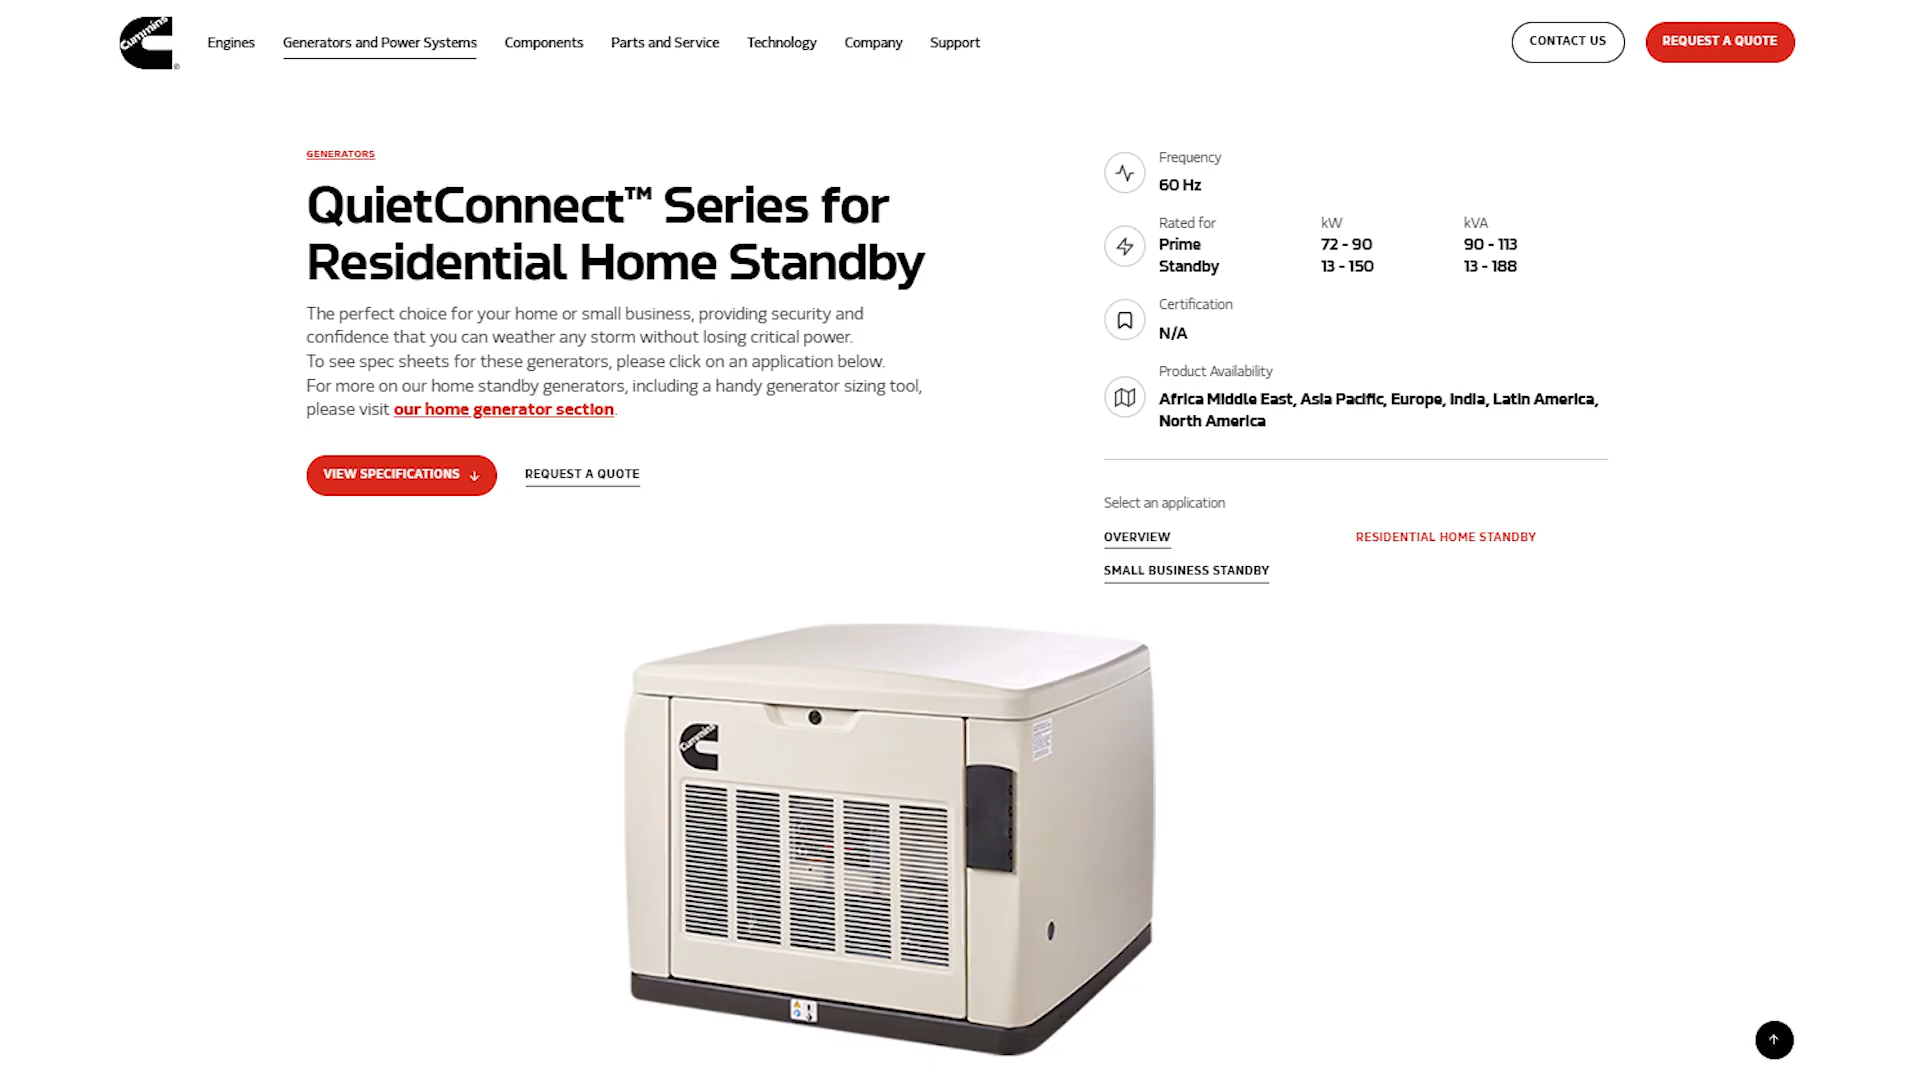 Cummins
Engines
Generators and Power Systems
Components
Parts and Service
Technology
Company
Support
CONTACT US
REQUEST A QUOTE
GENERATORS
QuietConnect™ Series for
Residential Home Standby
The perfect choice for your home or small business, providing security and
confidence that you can weather any storm without losing critical power.
To see spec sheets for these generators, please click on an application below.
For more on our home standby generators, including a handy generator sizing tool,
please visit our home generator section.
VIEW SPECIFICATIONS ↓
REQUEST A QUOTE
Frequency
60 Hz
Rated for kW kVA
Prime 72 - 90 90 - 113
Standby 13 - 150 13 - 188
Certification
N/A
Product Availability
Africa Middle East, Asia Pacific, Europe, India, Latin America,
North America
Select an application
OVERVIEW
RESIDENTIAL HOME STANDBY
SMALL BUSINESS STANDBY
Cummins